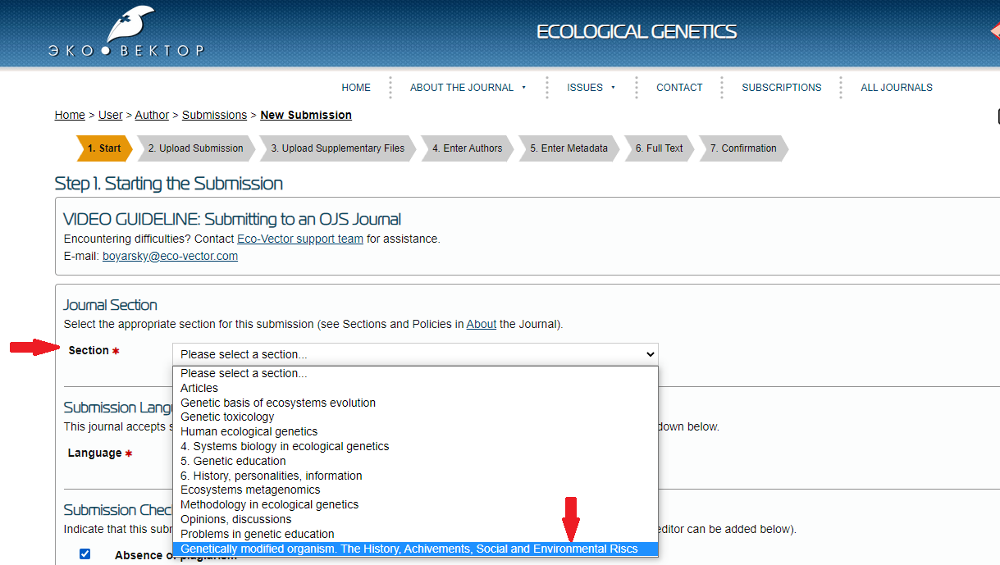 ECOLOGICAL GENETICS
ЭКО ВЕКТОР
HOME ABOUT THE JOURNAL ISSUES CONTACT SUBSCRIPTIONS ALL JOURNALS
Home > User > Author > Submissions > New Submission
1. Start 2. Upload Submission 3. Upload Supplementary Files 4. Enter Authors 5. Enter Metadata 6. Full Text 7. Confirmation
Step 1. Starting the Submission
VIDEO GUIDELINE: Submitting to an OJS Journal
Encountering difficulties? Contact Eco-Vector support team for assistance.
E-mail: boyarsky@eco-vector.com
Journal Section
Select the appropriate section for this submission (see Sections and Policies in About the Journal).
Section * Please select a section...
Please select a section...
Articles
Genetic basis of ecosystems evolution
Genetic toxicology
Human ecological genetics
4. Systems biology in ecological genetics
5. Genetic education
6. History, personalities, information
Ecosystems metagenomics
Methodology in ecological genetics
Opinions, discussions
Problems in genetic education
Genetically modified organism. The History, Achivements, Social and Environmental Riscs
Submission
This journal accepts down below.
Language *
Submission
Indicate that this editor can be added below).
Absence